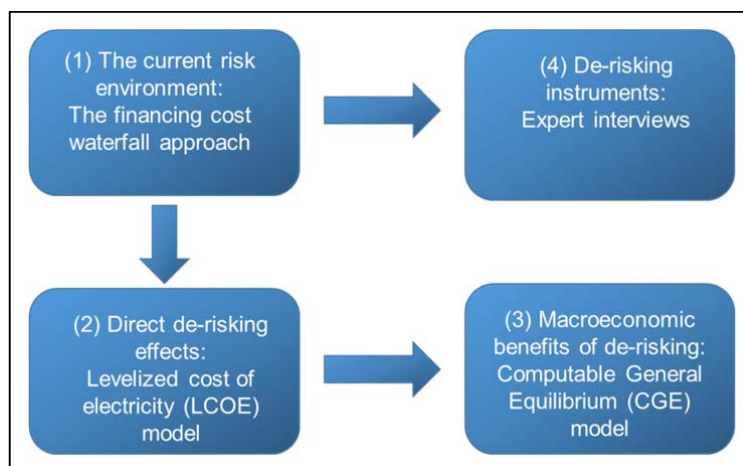 (1) The current risk
environment:
The financing cost
waterfall approach
(4) De-risking
instruments:
Expert interviews
(2) Direct de-risking
effects:
Levelized cost of
electricity (LCOE)
model
(3) Macroeconomic
benefits of de-risking:
Computable General
Equilibrium (CGE)
model